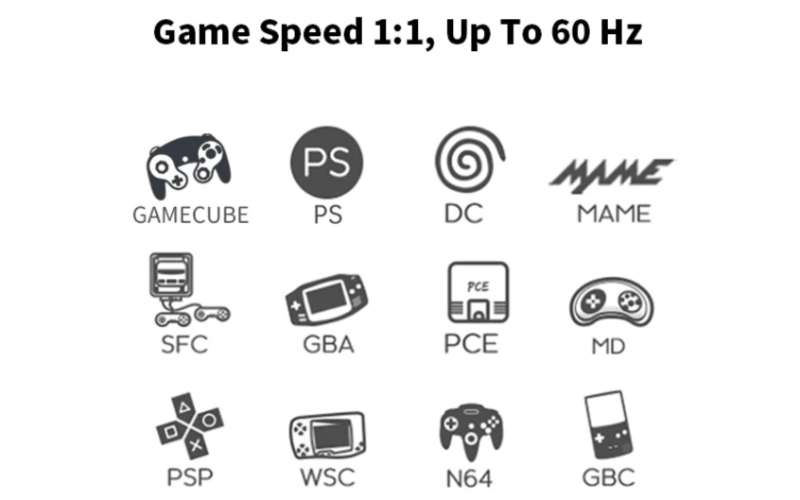 Game Speed 1:1, Up To 60 Hz
PS MAME
GAMECUBE PS DC MAME
PCE
SFC GBA PCE MD
PSP WSC N64 GBC